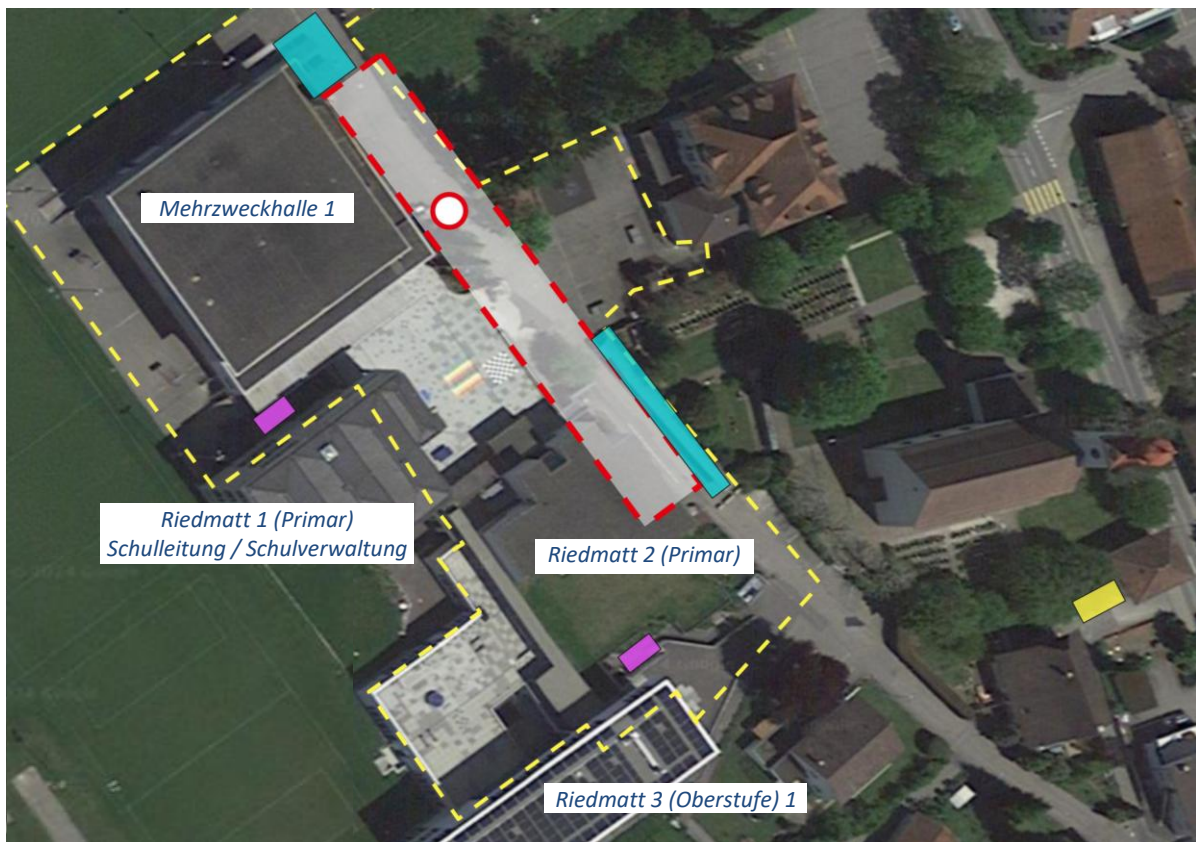 Mehrzweckhalle 1
Riedmatt 1 (Primar)
Schulleitung / Schulverwaltung
Riedmatt 2 (Primar)
Riedmatt 3 (Oberstufe) 1